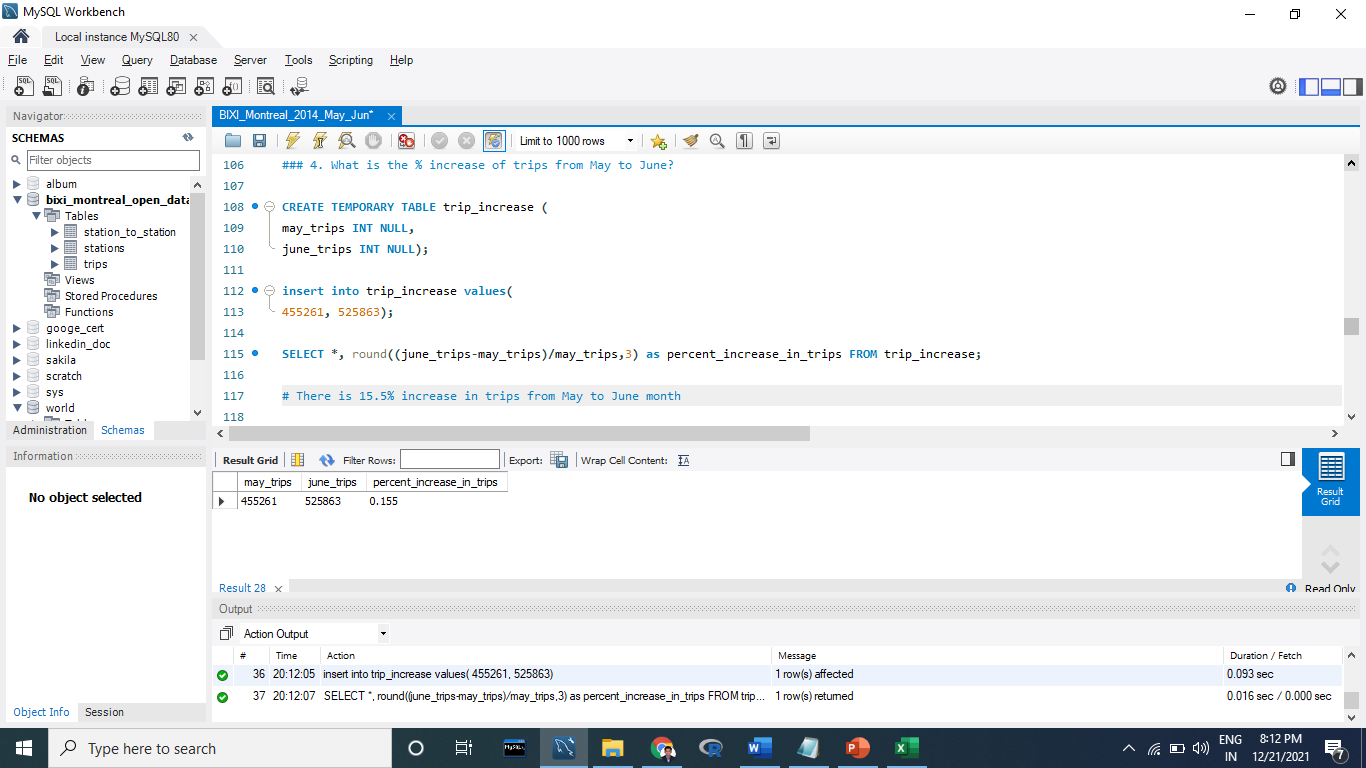 MySQL Workbench
Local instance MySQL80
File Edit View Query Database Server Tools Scripting Help
Navigator
SCHEMAS
Filter objects
album
bixi_montreal_open_data
Tables
station_to_station
stations
trips
Views
Stored Procedures
Functions
googe_cert
linkedin_doc
sakila
scratch
sys
world
Administration Schemas
Information
No object selected
Object Info Session
BIXI_Montreal_2014_May_Jun*
Limit to 1000 rows
106 ### 4. What is the % increase of trips from May to June?
107
108 CREATE TEMPORARY TABLE trip_increase (
109 may_trips INT NULL,
110 june_trips INT NULL);
111
112 insert into trip_increase values(
113 455261, 525863);
114
115 SELECT *, round((june_trips-may_trips)/may_trips,3) as percent_increase_in_trips FROM trip_increase;
116
117 # There is 15.5% increase in trips from May to June month
118
Result Grid Filter Rows: Export: Wrap Cell Content:
may_trips june_trips percent_increase_in_trips
455261 525863 0.155
Result Grid
Result 28
Read Only
Output
Action Output
# Time Action Message Duration / Fetch
36 20:12:05 insert into trip_increase values( 455261, 525863) 1 row(s) affected 0.093 sec
37 20:12:07 SELECT *, round((june_trips-may_trips)/may_trips,3) as percent_increase_in_trips FROM trip... 1 row(s) returned 0.016 sec / 0.000 sec
Type here to search
ENG
IN
8:12 PM
12/21/2021
7